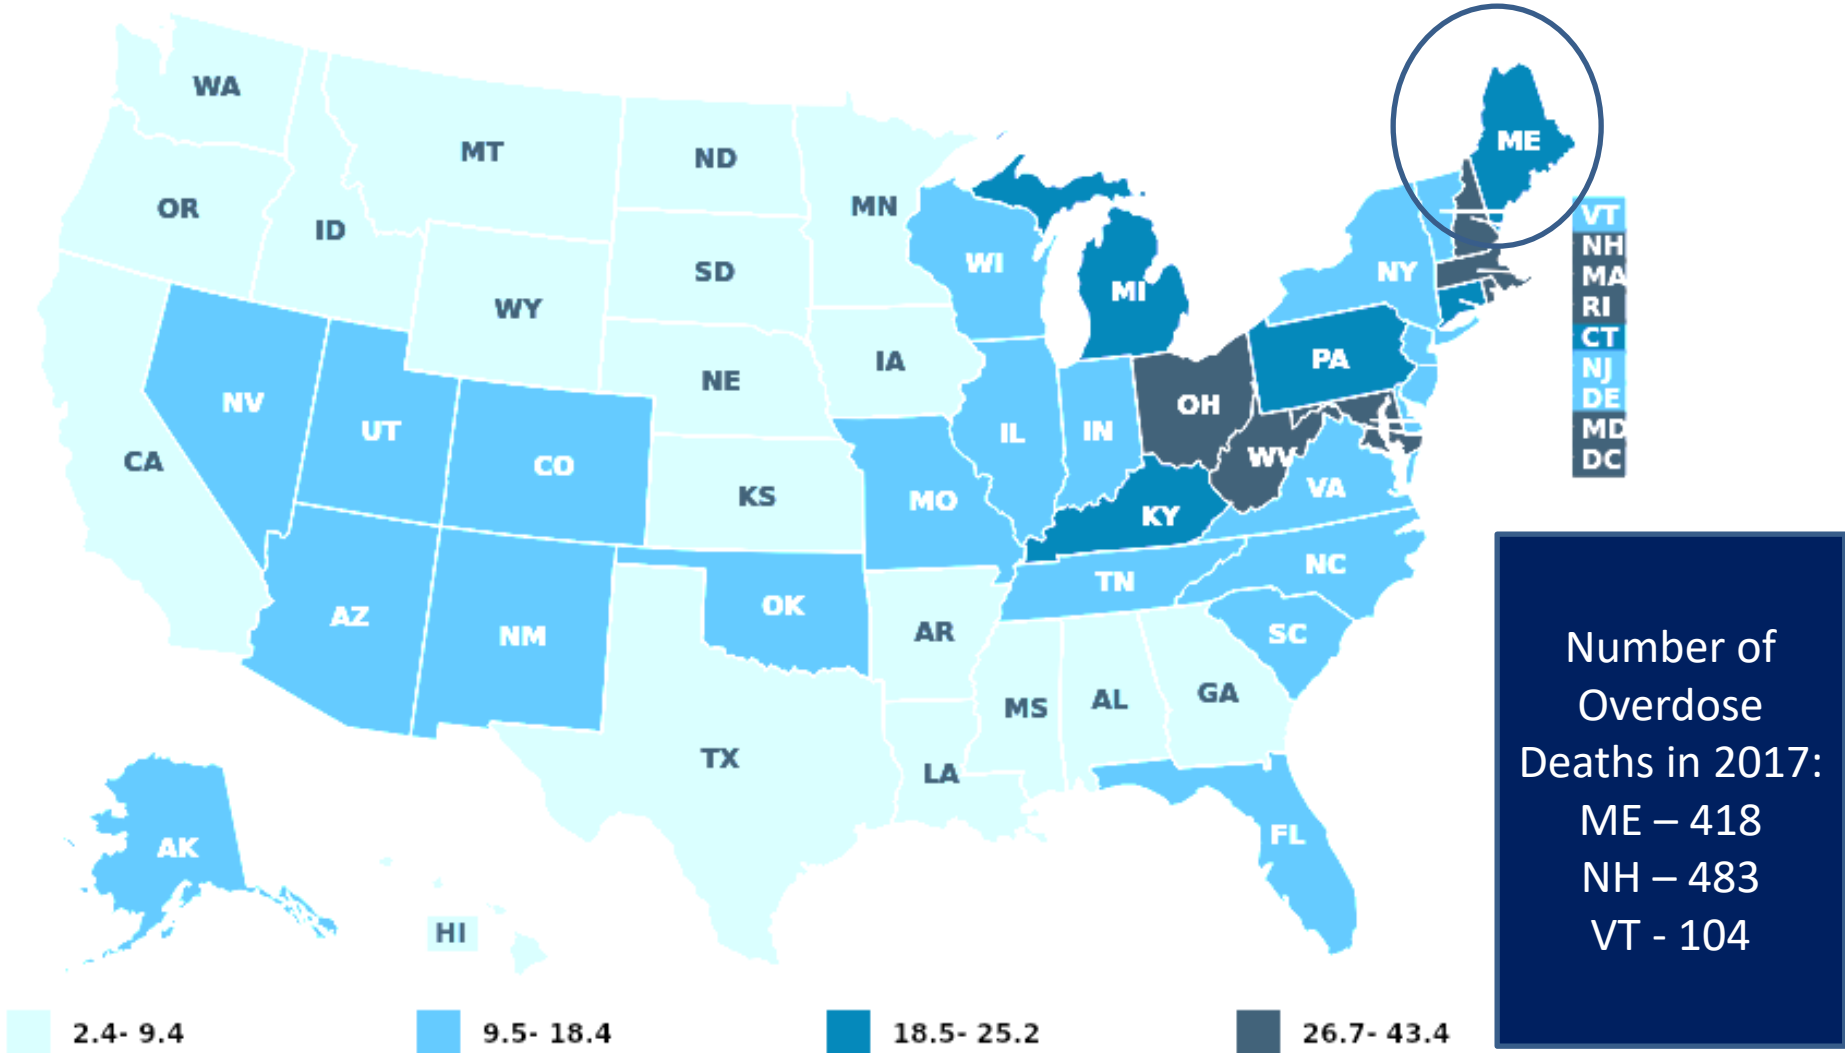 WA
MT
ND
ME
OR
ID
MN
VT
SD
WI
NY
NH
MA
WY
MI
RI
CT
IA
PA
NJ
NE
DE
NV
OH
UT
IL
IN
MD
CA
CO
WV
DC
KS
MO
VA
KY
NC
TN
AZ
OK
NM
AR
SC
MS
AL
GA
TX
LA
AK
FL
HI
Number of
Overdose
Deaths in 2017:
ME – 418
NH – 483
VT - 104
2.4- 9.4
9.5- 18.4
18.5- 25.2
26.7- 43.4